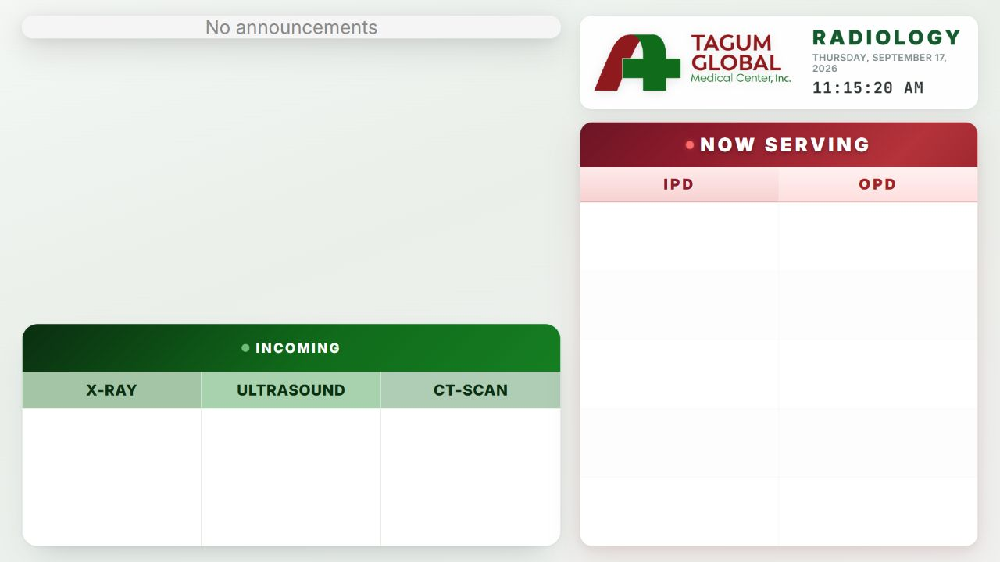 No announcements
TAGUM
GLOBAL
Medical Center, Inc.
RADIOLOGY
THURSDAY, SEPTEMBER 17,
2026
11:15:20 AM
NOW SERVING
IPD
OPD
INCOMING
X-RAY
ULTRASOUND
CT-SCAN